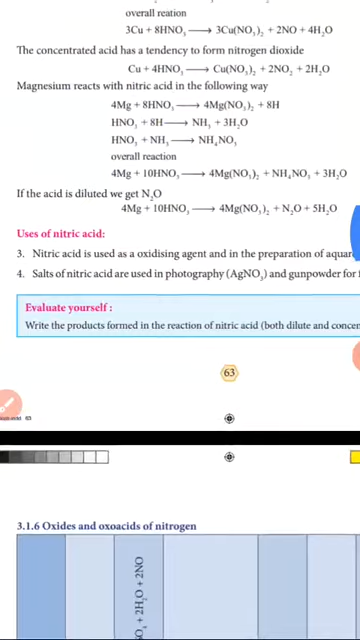 overall reation
3Cu + 8HNO₃ ⟶ 3Cu(NO₃)₂ + 2NO + 4H₂O
The concentrated acid has a tendency to form nitrogen dioxide
Cu + 4HNO₃ ⟶ Cu(NO₃)₂ + 2NO₂ + 2H₂O
Magnesium reacts with nitric acid in the following way
4Mg + 8HNO₃ ⟶ 4Mg(NO₃)₂ + 8H
HNO₃ + 8H ⟶ NH₃ + 3H₂O
HNO₃ + NH₃ ⟶ NH₄NO₃
overall reaction
4Mg + 10HNO₃ ⟶ 4Mg(NO₃)₂ + NH₄NO₃ + 3H₂O
If the acid is diluted we get N₂O
4Mg + 10HNO₃ ⟶ 4Mg(NO₃)₂ + N₂O + 5H₂O
Uses of nitric acid:
3. Nitric acid is used as a oxidising agent and in the preparation of aquar
4. Salts of nitric acid are used in photography (AgNO₃) and gunpowder for
Evaluate yourself :
Write the products formed in the reaction of nitric acid (both dilute and concen
63
63
3.1.6 Oxides and oxoacids of nitrogen
+ 2H₂O + 2NO